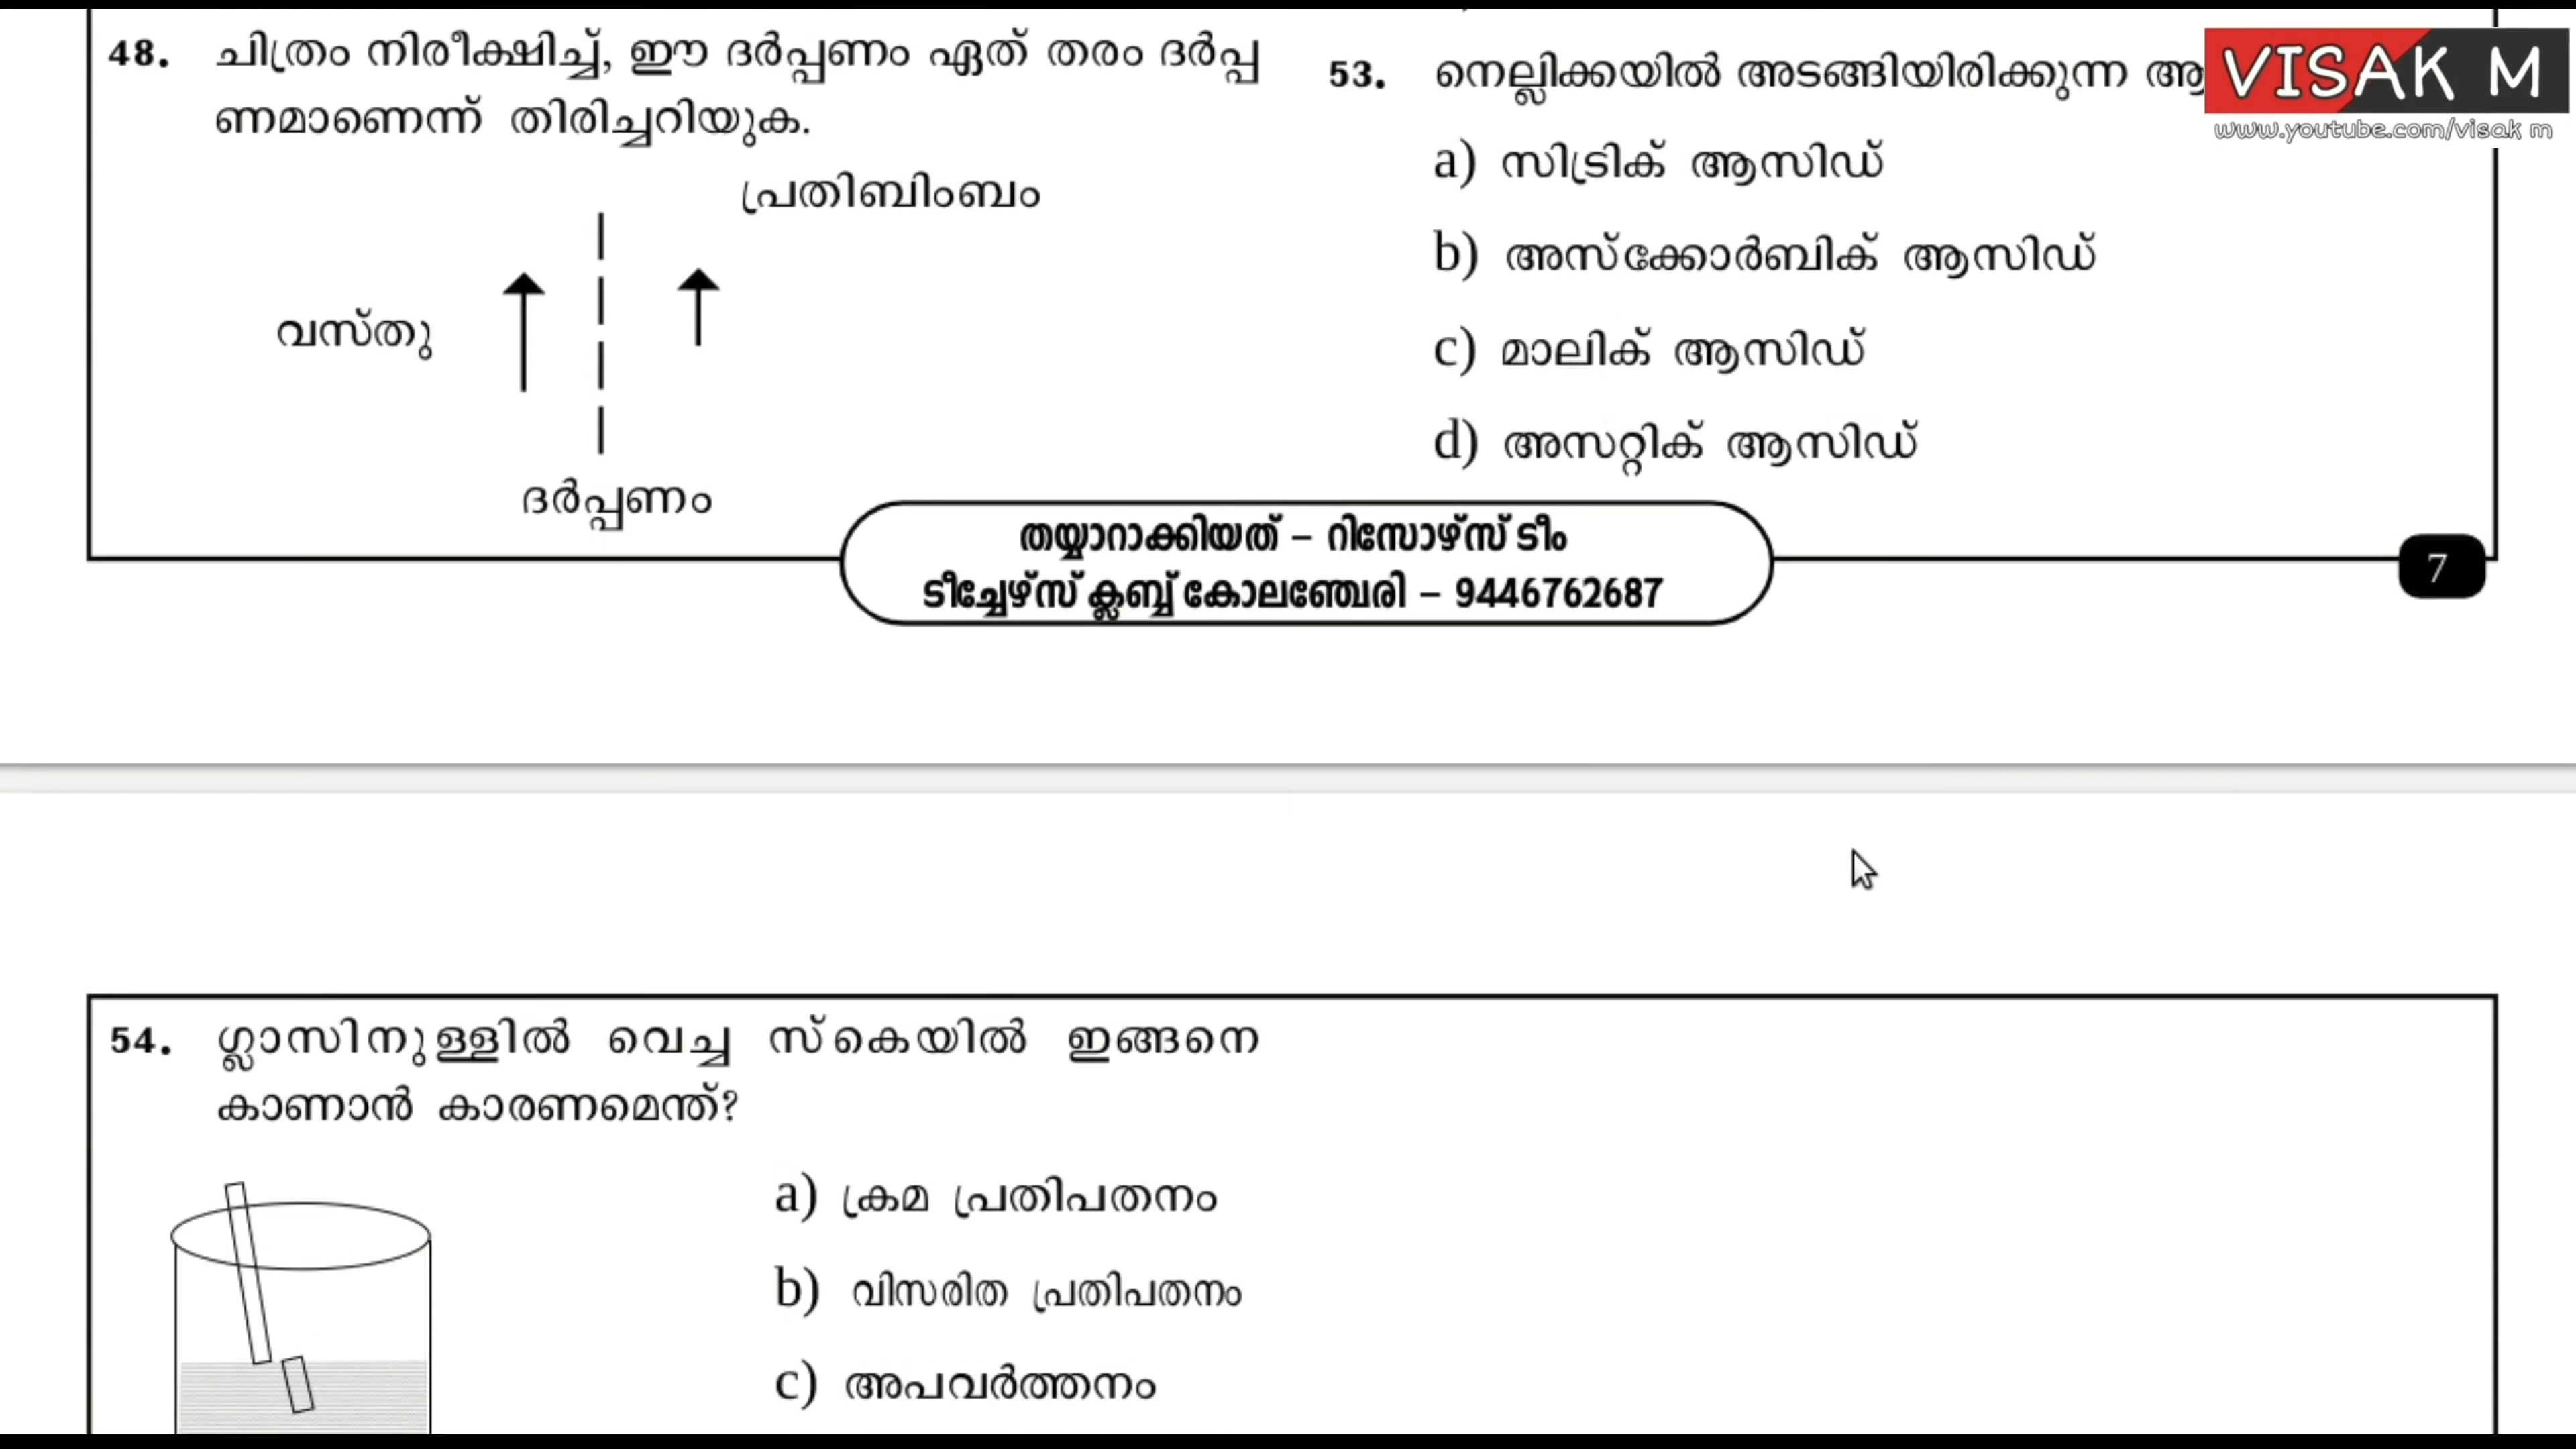 48. ചിത്രം നിരീക്ഷിച്ച്, ഈ ദർപ്പണം ഏത് തരം ദർപ്പ
ണമാണെന്ന് തിരിച്ചറിയുക.
പ്രതിബിംബം
വസ്തു
ദർപ്പണം
53. നെല്ലിക്കയിൽ അടങ്ങിയിരിക്കുന്ന ആ
a) സിട്രിക് ആസിഡ്
b) അസ്ക്കോർബിക് ആസിഡ്
c) മാലിക് ആസിഡ്
d) അസറ്റിക് ആസിഡ്
VISAK M
www.youtube.com/visak m
തയ്യാറാക്കിയത് – റിസോഴ്സ് ടീം
ടീച്ചേഴ്സ് ക്ലബ്ബ് കോലഞ്ചേരി – 9446762687
7
54. ഗ്ലാസിനുള്ളിൽ വെച്ച സ്കെയിൽ ഇങ്ങനെ
കാണാൻ കാരണമെന്ത്?
a) ക്രമ പ്രതിപതനം
b) വിസരിത പ്രതിപതനം
c) അപവർത്തനം